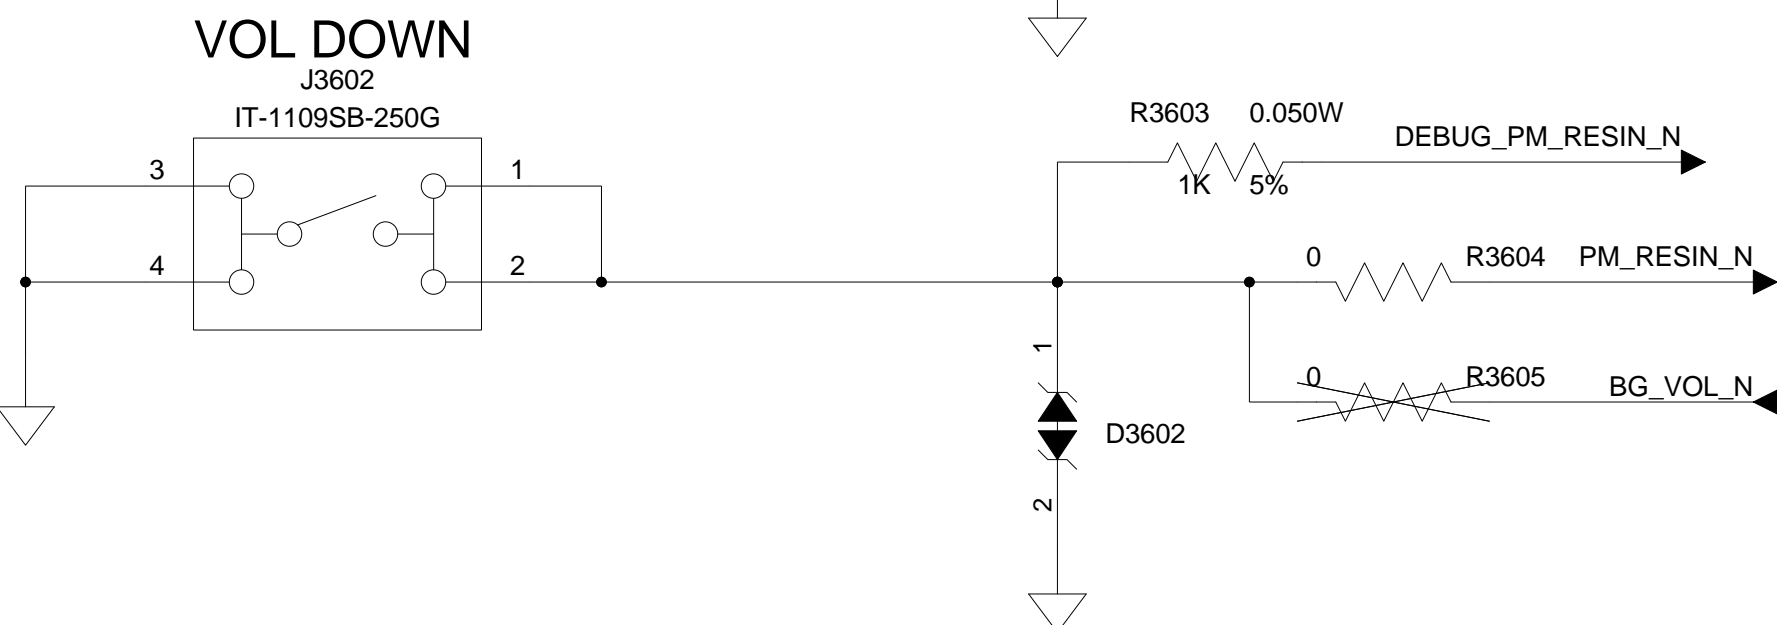 VOL DOWN
J3602
IT-1109SB-250G
3
1
4
2
R3603 0.050W
1K 5%
DEBUG_PM_RESIN_N
0 R3604 PM_RESIN_N
0 R3605 BG_VOL_N
1
D3602
2